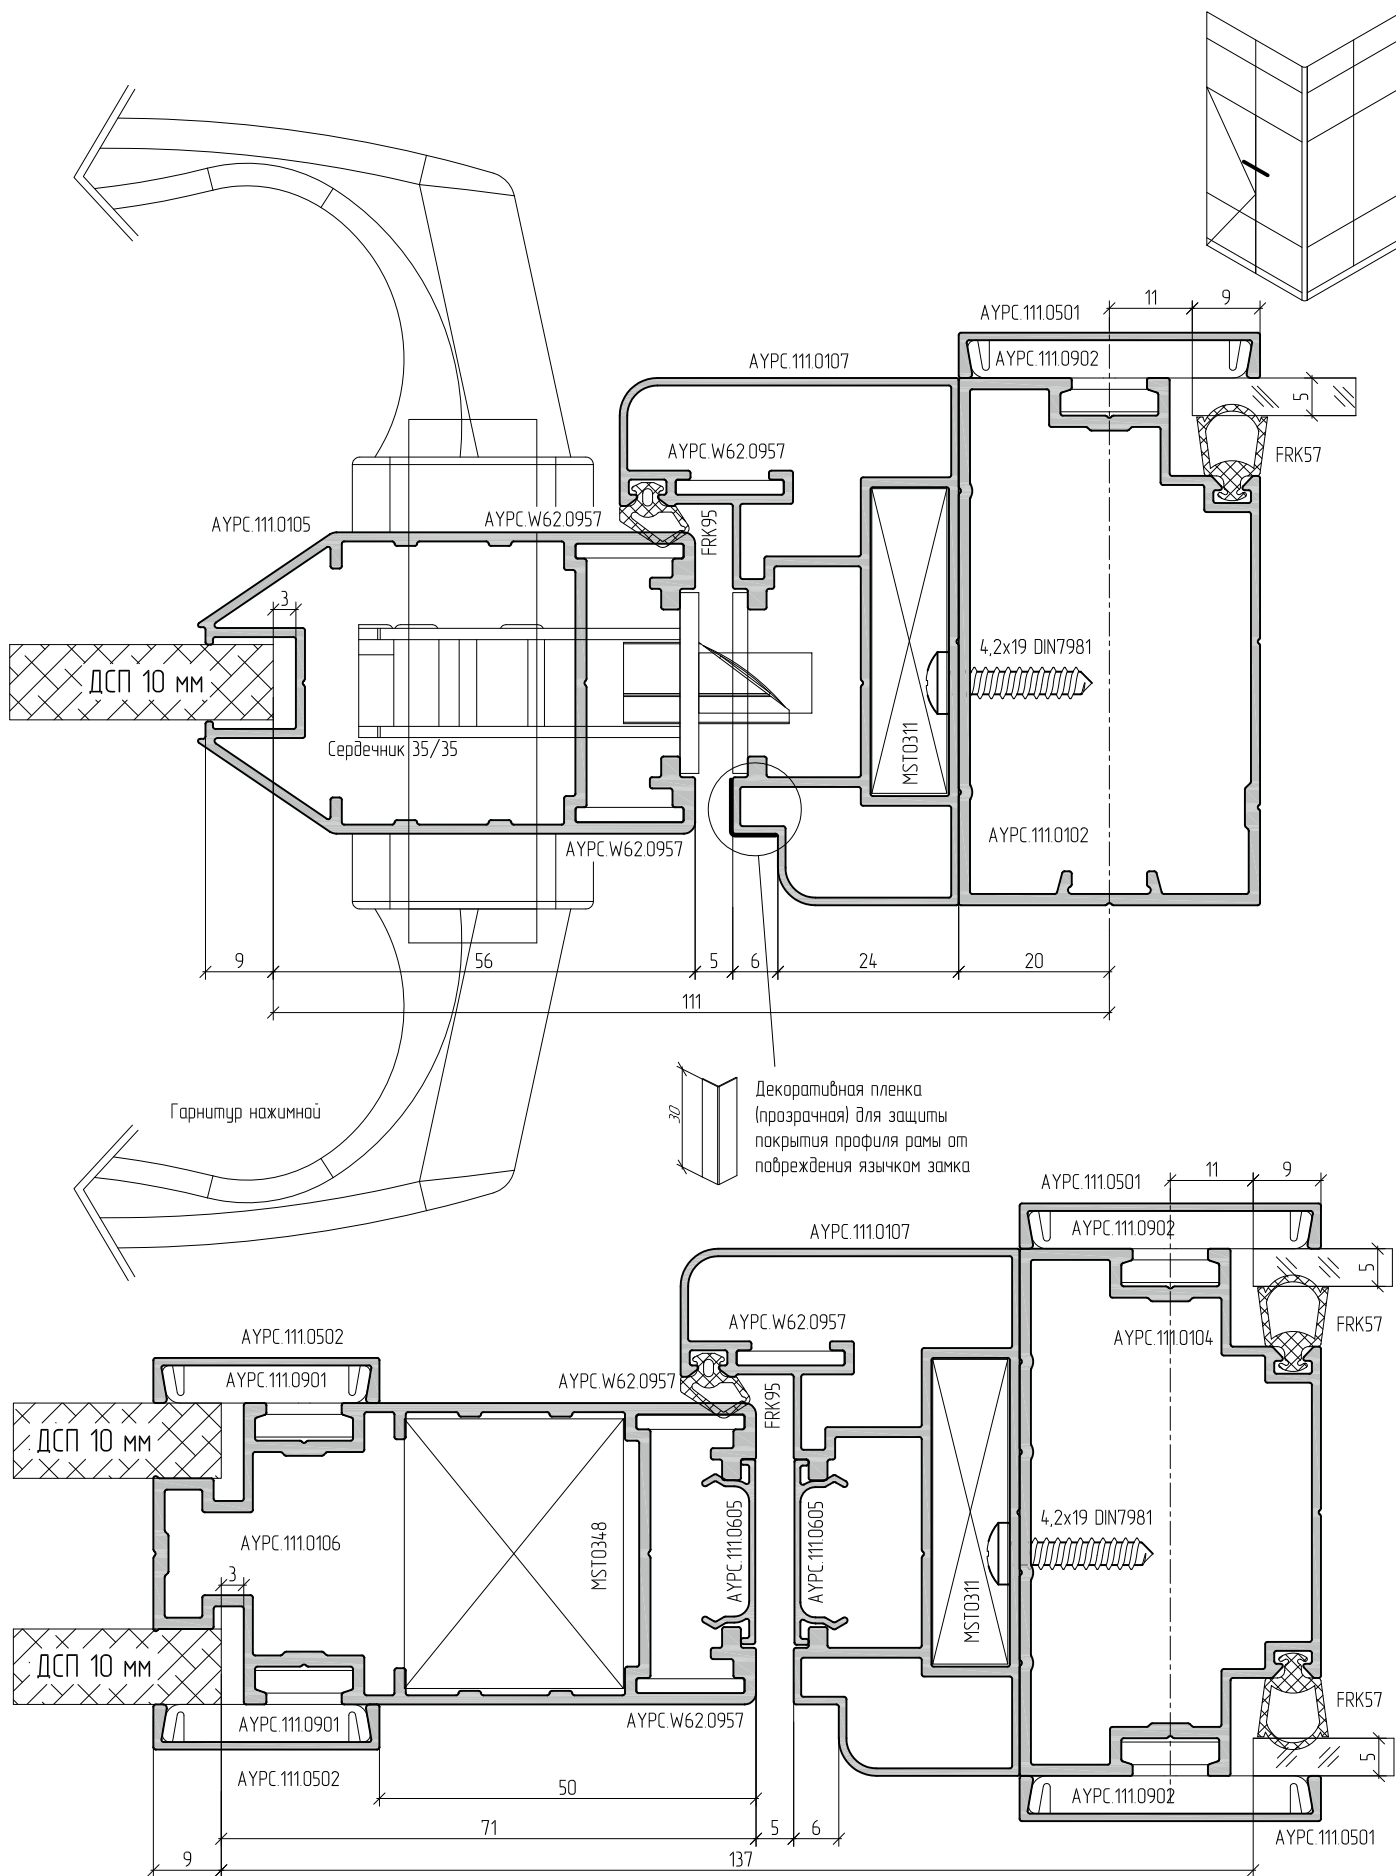 11
9
AYPC.111.0501
AYPC.111.0902
AYPC.111.0107
5
AYPC.W62.0957
FRK57
AYPC.111.0105
AYPC.W62.0957
FRK95
3
4,2x19 DIN7981
ДСП 10 мм
Сердечник 35/35
MST0311
AYPC.111.0102
AYPC.W62.0957
9
56
5
6
24
20
111
30
Декоративная пленка
(прозрачная) для защиты
покрытия профиля рамы от
повреждения язычком замка
Гарнитур нажимной
11
9
AYPC.111.0501
AYPC.111.0902
AYPC.111.0107
5
AYPC.W62.0957
AYPC.111.0104
FRK57
AYPC.111.0502
AYPC.111.0901
AYPC.W62.0957
FRK95
ДСП 10 мм
AYPC.111.0106
MST0348
AYPC.111.0605
AYPC.111.0605
4,2x19 DIN7981
MST0311
3
ДСП 10 мм
AYPC.111.0901
AYPC.W62.0957
FRK57
5
AYPC.111.0502
50
AYPC.111.0902
71
5
6
AYPC.111.0501
9
137